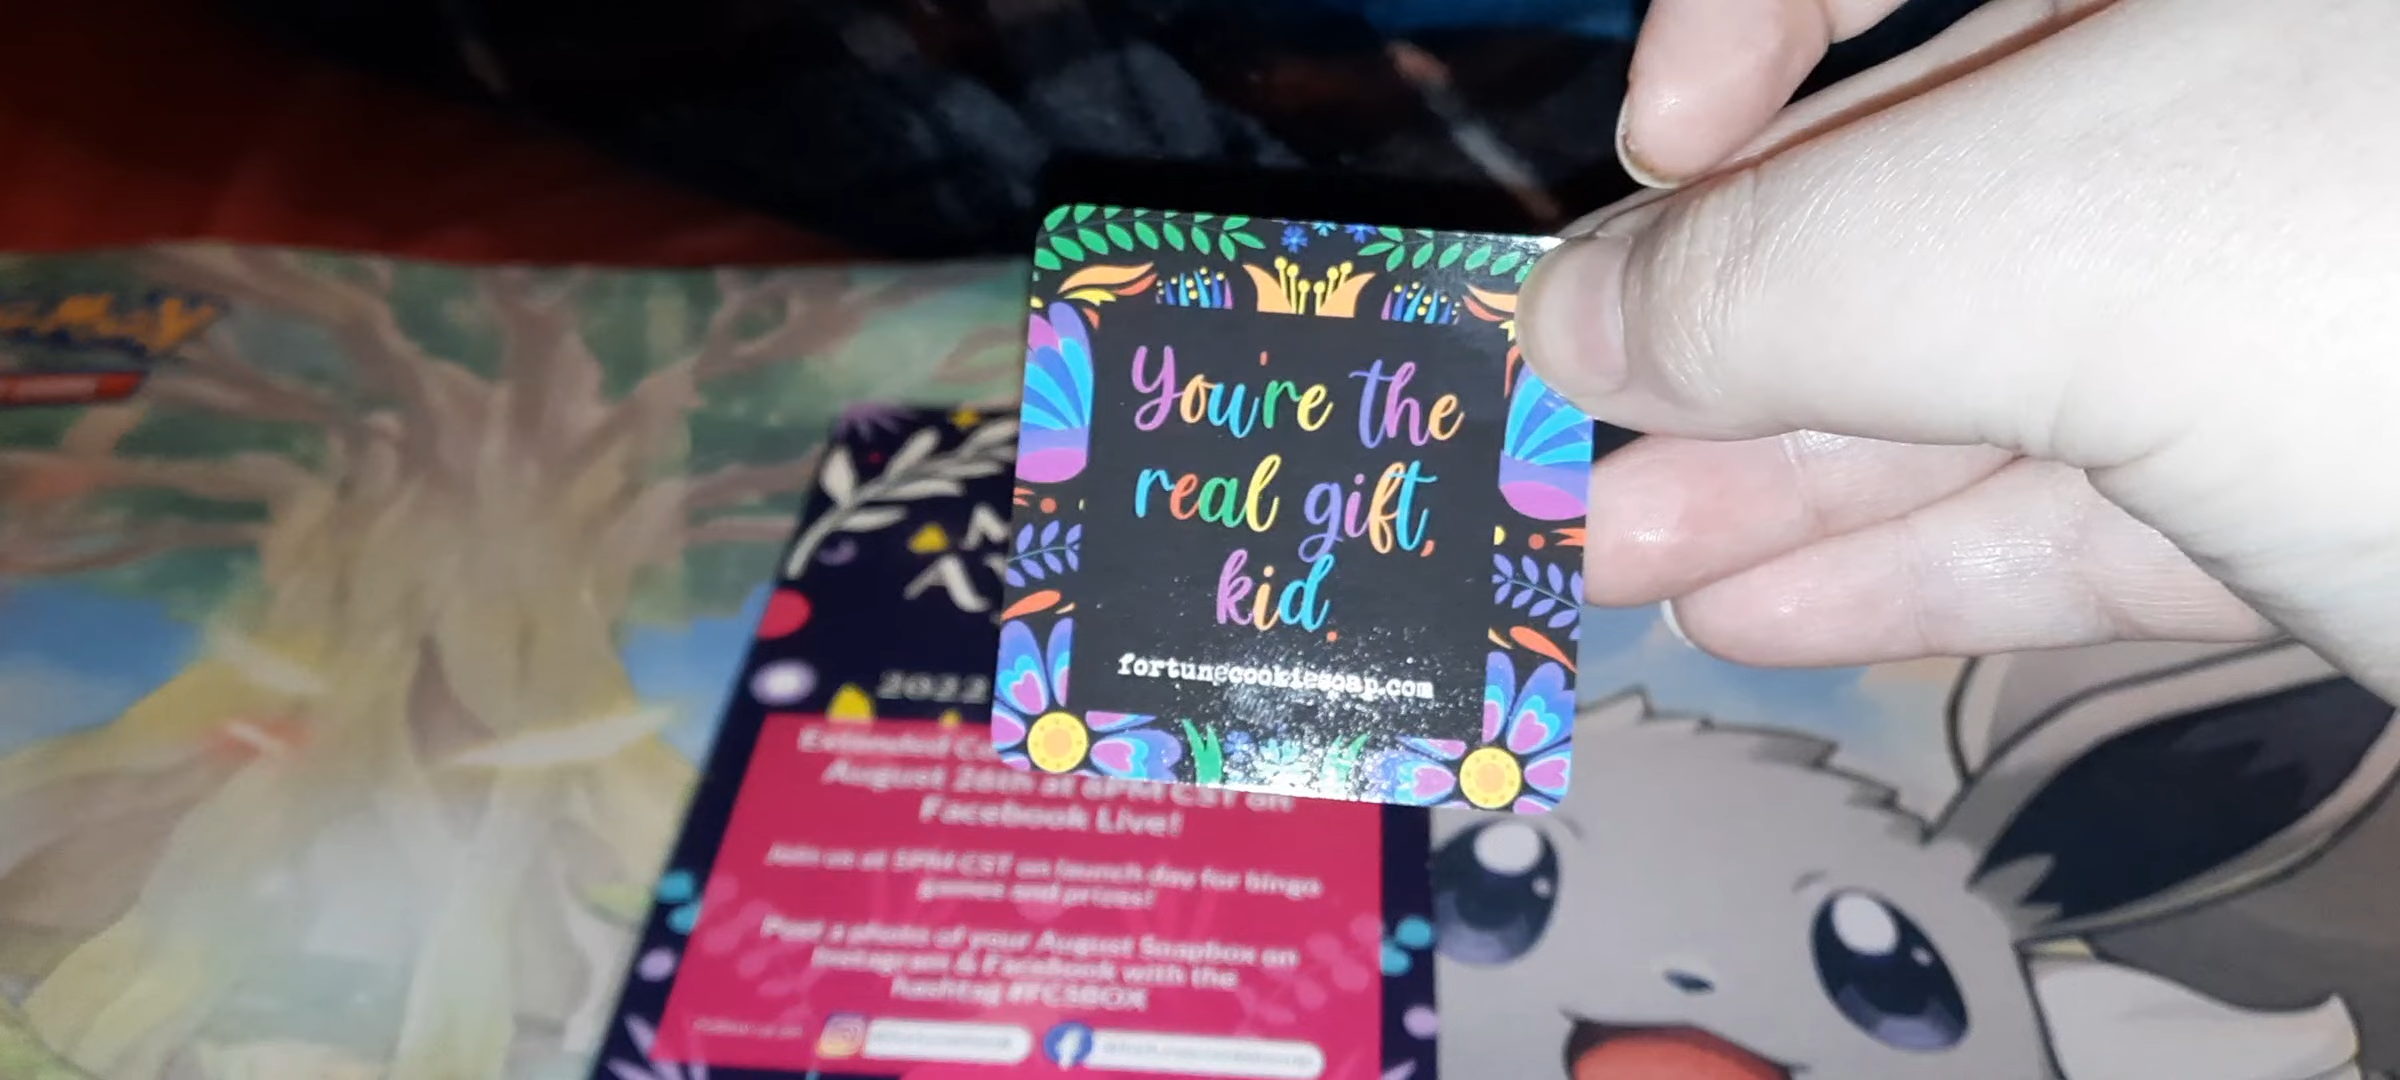 You're the
real gift,
kid.
fortunecookiesoap.com
2022
Extended
August 26th at 6PM CST on
Facebook Live!
Join us at 5PM CST on launch day for bingo
games and prizes!
Post a photo of your August Soapbox on
Instagram & Facebook with the
hashtag #FCSBOX